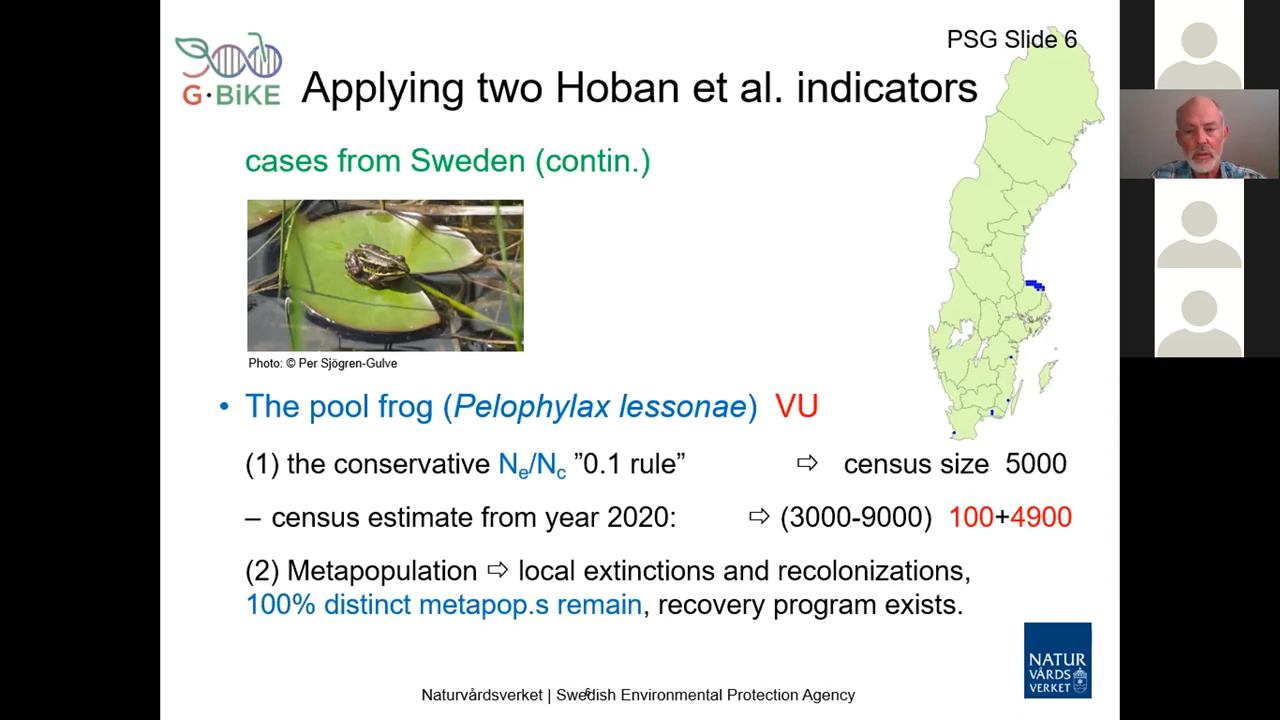 PSG Slide 6
G·BiKE
Applying two Hoban et al. indicators
cases from Sweden (contin.)
Photo: © Per Sjögren-Gulve
• The pool frog (Pelophylax lessonae) VU
(1) the conservative Ne/Nc ”0.1 rule” ⇨ census size 5000
– census estimate from year 2020: ⇨ (3000-9000) 100+4900
(2) Metapopulation ⇨ local extinctions and recolonizations,
100% distinct metapop.s remain, recovery program exists.
NATUR
VÅRDS
VERKET
Naturvårdsverket | Swedish Environmental Protection Agency
6